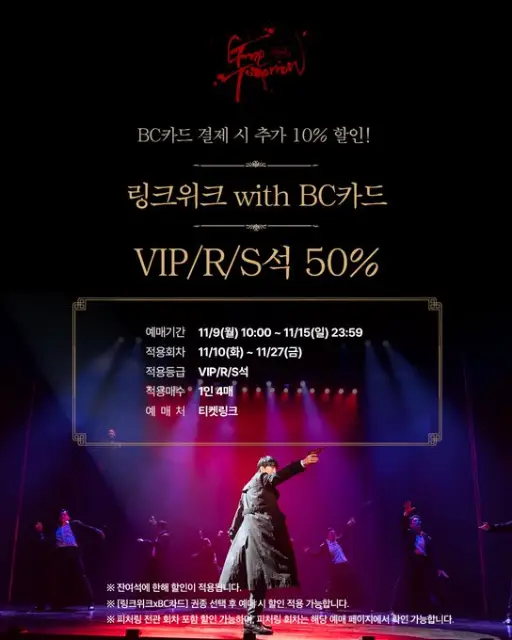 Gone Tomorrow
BC카드 결제 시 추가 10% 할인!
링크위크 with BC카드
VIP/R/S석 50%
예매기간 11/9(월) 10:00 ~ 11/15(일) 23:59
적용회차 11/10(화) ~ 11/27(금)
적용등급 VIP/R/S석
적용매수 1인 4매
예 매 처 티켓링크
※ 잔여석에 한해 할인이 적용됩니다.
※ [링크위크xBC카드] 권종 선택 후 예매 시 할인 적용 가능합니다.
※ 피처링 전관 회차 포함 할인 가능하며, 피처링 회차는 해당 예매 페이지에서 확인 가능합니다.